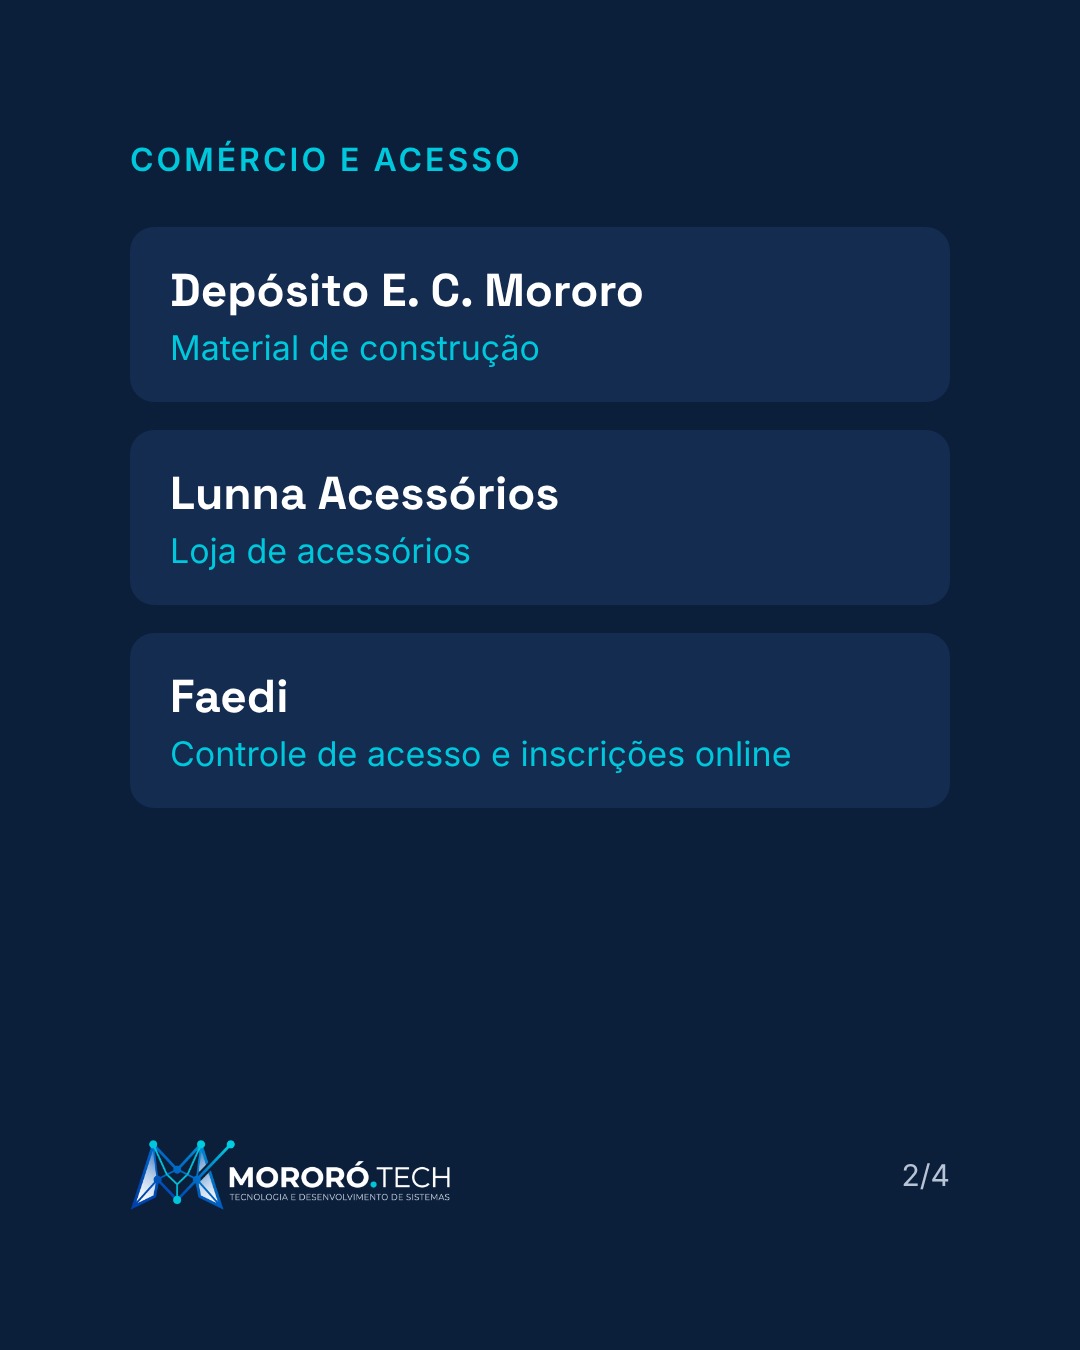 COMÉRCIO E ACESSO
Depósito E. C. Mororo
Material de construção
Lunna Acessórios
Loja de acessórios
Faedi
Controle de acesso e inscrições online
MORORÓ.TECH
TECNOLOGIA E DESENVOLVIMENTO DE SISTEMAS
2/4